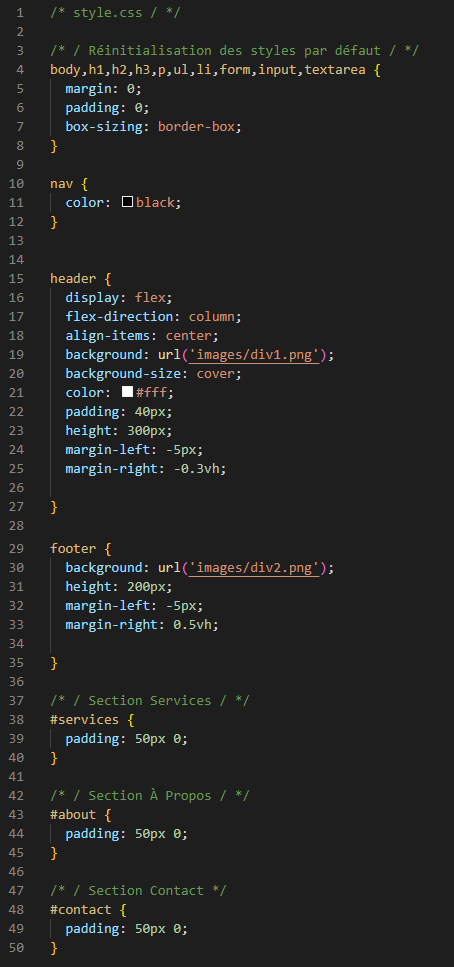 1 /* style.css / */
2
3 /* / Réinitialisation des styles par défaut / */
4 body,h1,h2,h3,p,ul,li,form,input,textarea {
5 margin: 0;
6 padding: 0;
7 box-sizing: border-box;
8 }
9
10 nav {
11 color: black;
12 }
13
14
15 header {
16 display: flex;
17 flex-direction: column;
18 align-items: center;
19 background: url('images/div1.png');
20 background-size: cover;
21 color: #fff;
22 padding: 40px;
23 height: 300px;
24 margin-left: -5px;
25 margin-right: -0.3vh;
26
27 }
28
29 footer {
30 background: url('images/div2.png');
31 height: 200px;
32 margin-left: -5px;
33 margin-right: 0.5vh;
34
35 }
36
37 /* / Section Services / */
38 #services {
39 padding: 50px 0;
40 }
41
42 /* / Section À Propos / */
43 #about {
44 padding: 50px 0;
45 }
46
47 /* / Section Contact */
48 #contact {
49 padding: 50px 0;
50 }